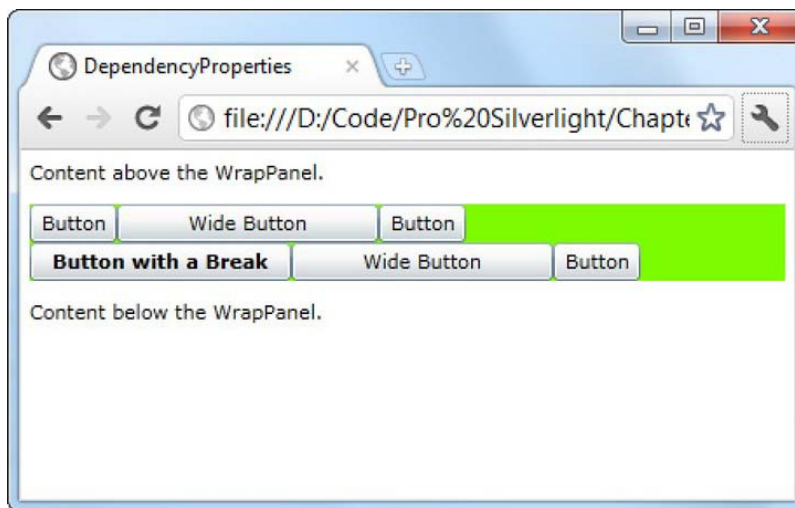 DependencyProperties
file:///D:/Code/Pro%20Silverlight/Chapte
Content above the WrapPanel.
Button Wide Button Button
Button with a Break Wide Button Button
Content below the WrapPanel.